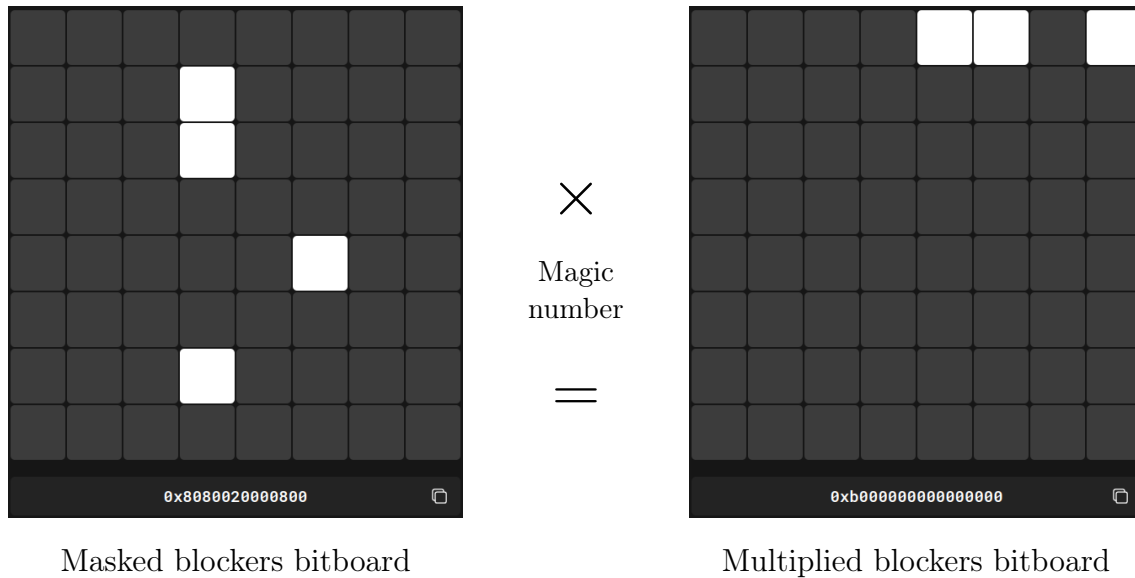 ×
Magic
number
=
0x8080020000800
0xb000000000000000
Masked blockers bitboard
Multiplied blockers bitboard